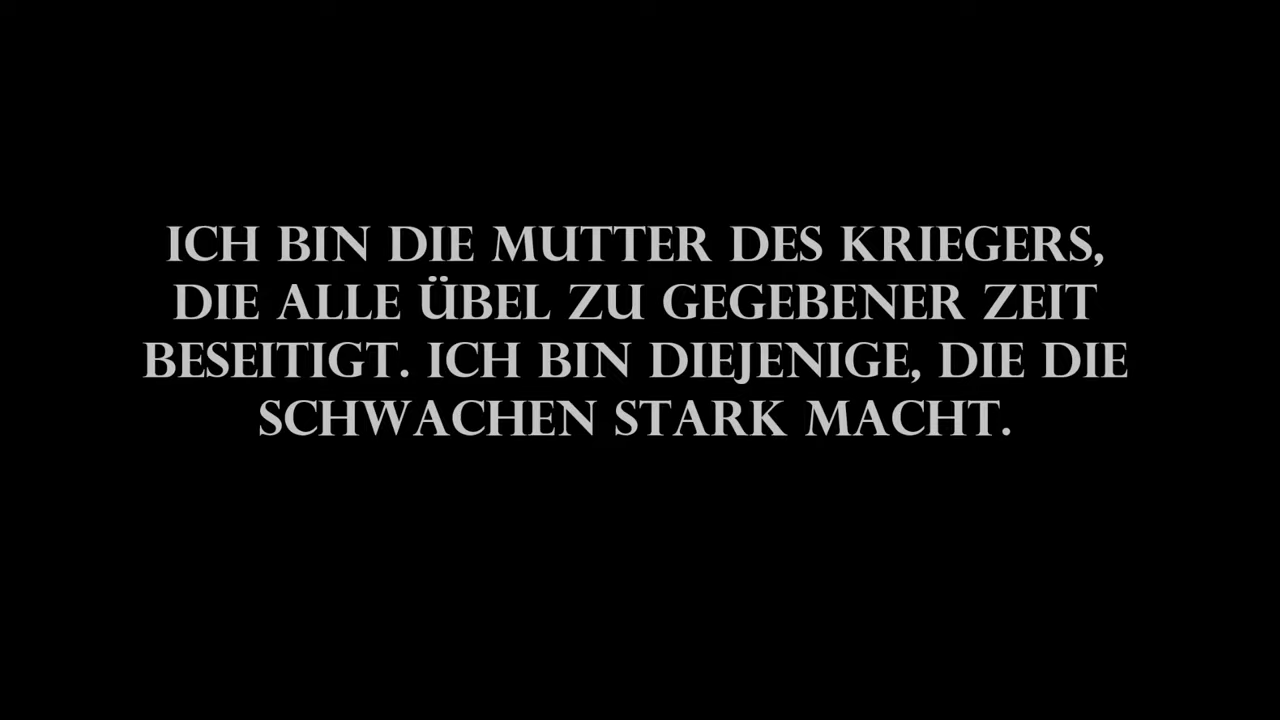 ICH BIN DIE MUTTER DES KRIEGERS,
DIE ALLE ÜBEL ZU GEGEBENER ZEIT
BESEITIGT. ICH BIN DIEJENIGE, DIE DIE
SCHWACHEN STARK MACHT.